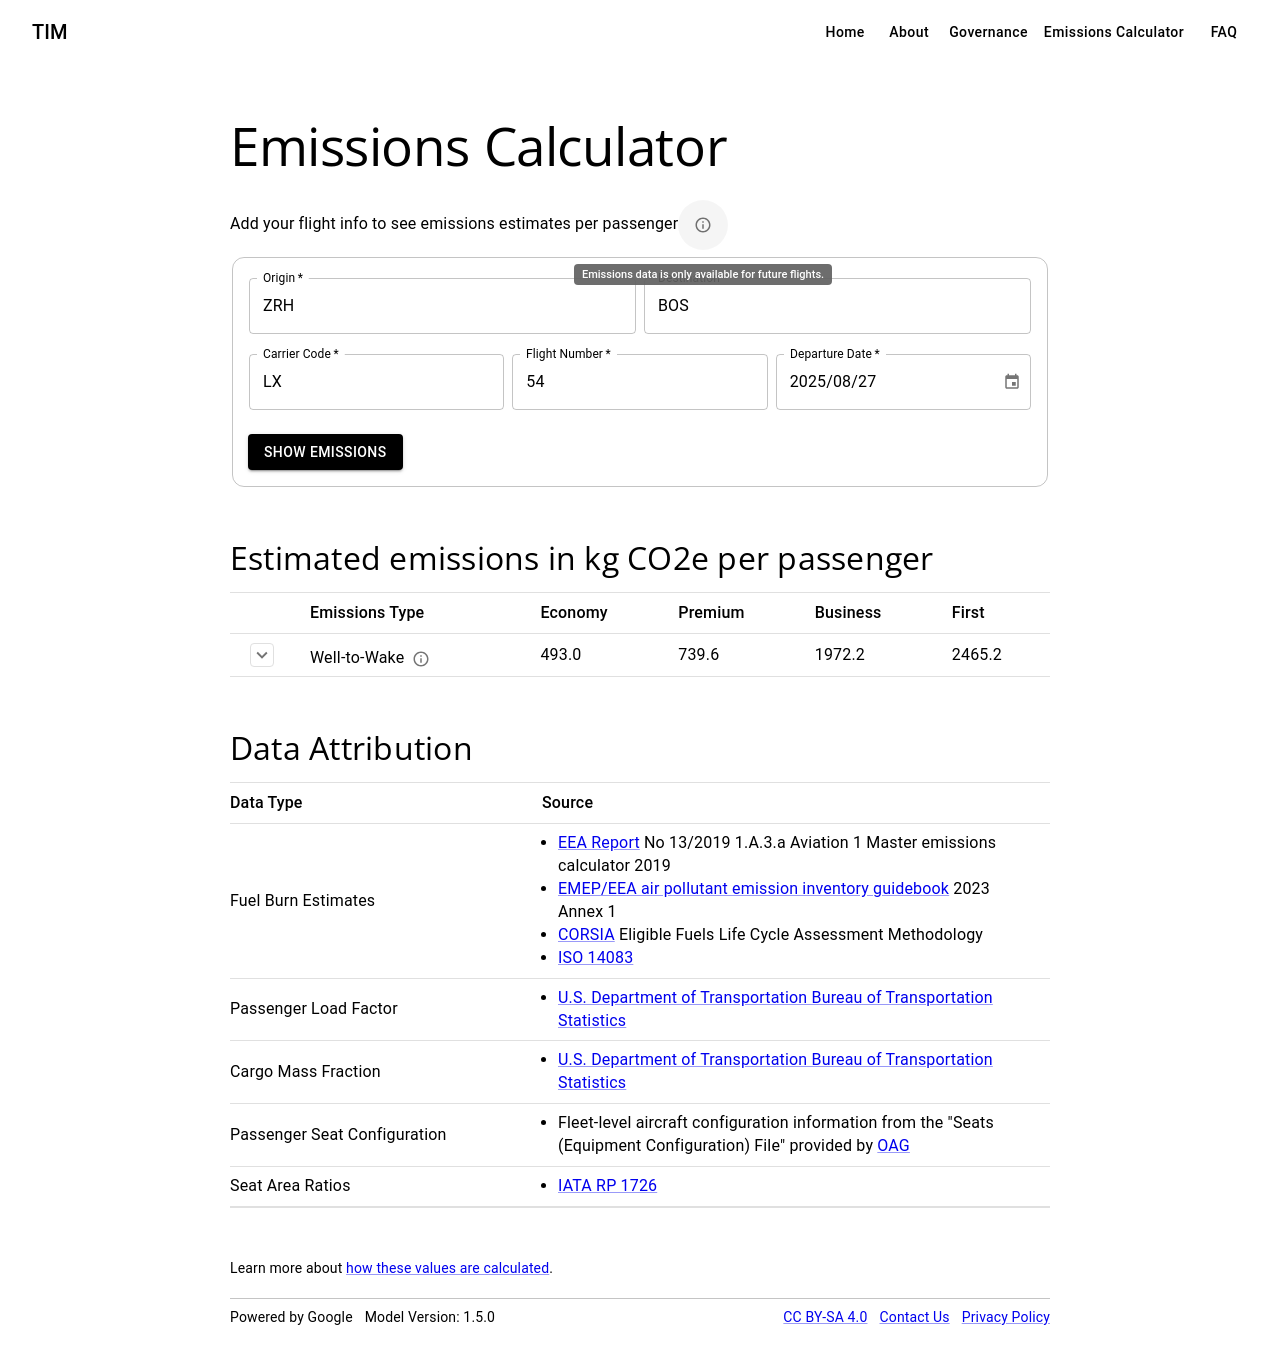 TIM
Home About Governance Emissions Calculator FAQ
Emissions Calculator
Add your flight info to see emissions estimates per passenger
Emissions data is only available for future flights.
Origin *
ZRH
BOS
Carrier Code *
LX
Flight Number *
54
Departure Date *
2025/08/27
SHOW EMISSIONS
Estimated emissions in kg CO2e per passenger
Emissions Type Economy Premium Business First
Well-to-Wake 493.0 739.6 1972.2 2465.2
Data Attribution
Data Type Source
Fuel Burn Estimates
• EEA Report No 13/2019 1.A.3.a Aviation 1 Master emissions
calculator 2019
• EMEP/EEA air pollutant emission inventory guidebook 2023
Annex 1
• CORSIA Eligible Fuels Life Cycle Assessment Methodology
• ISO 14083
Passenger Load Factor
• U.S. Department of Transportation Bureau of Transportation
Statistics
Cargo Mass Fraction
• U.S. Department of Transportation Bureau of Transportation
Statistics
Passenger Seat Configuration
• Fleet-level aircraft configuration information from the "Seats
(Equipment Configuration) File" provided by OAG
Seat Area Ratios
• IATA RP 1726
Learn more about how these values are calculated.
Powered by Google Model Version: 1.5.0
CC BY-SA 4.0 Contact Us Privacy Policy